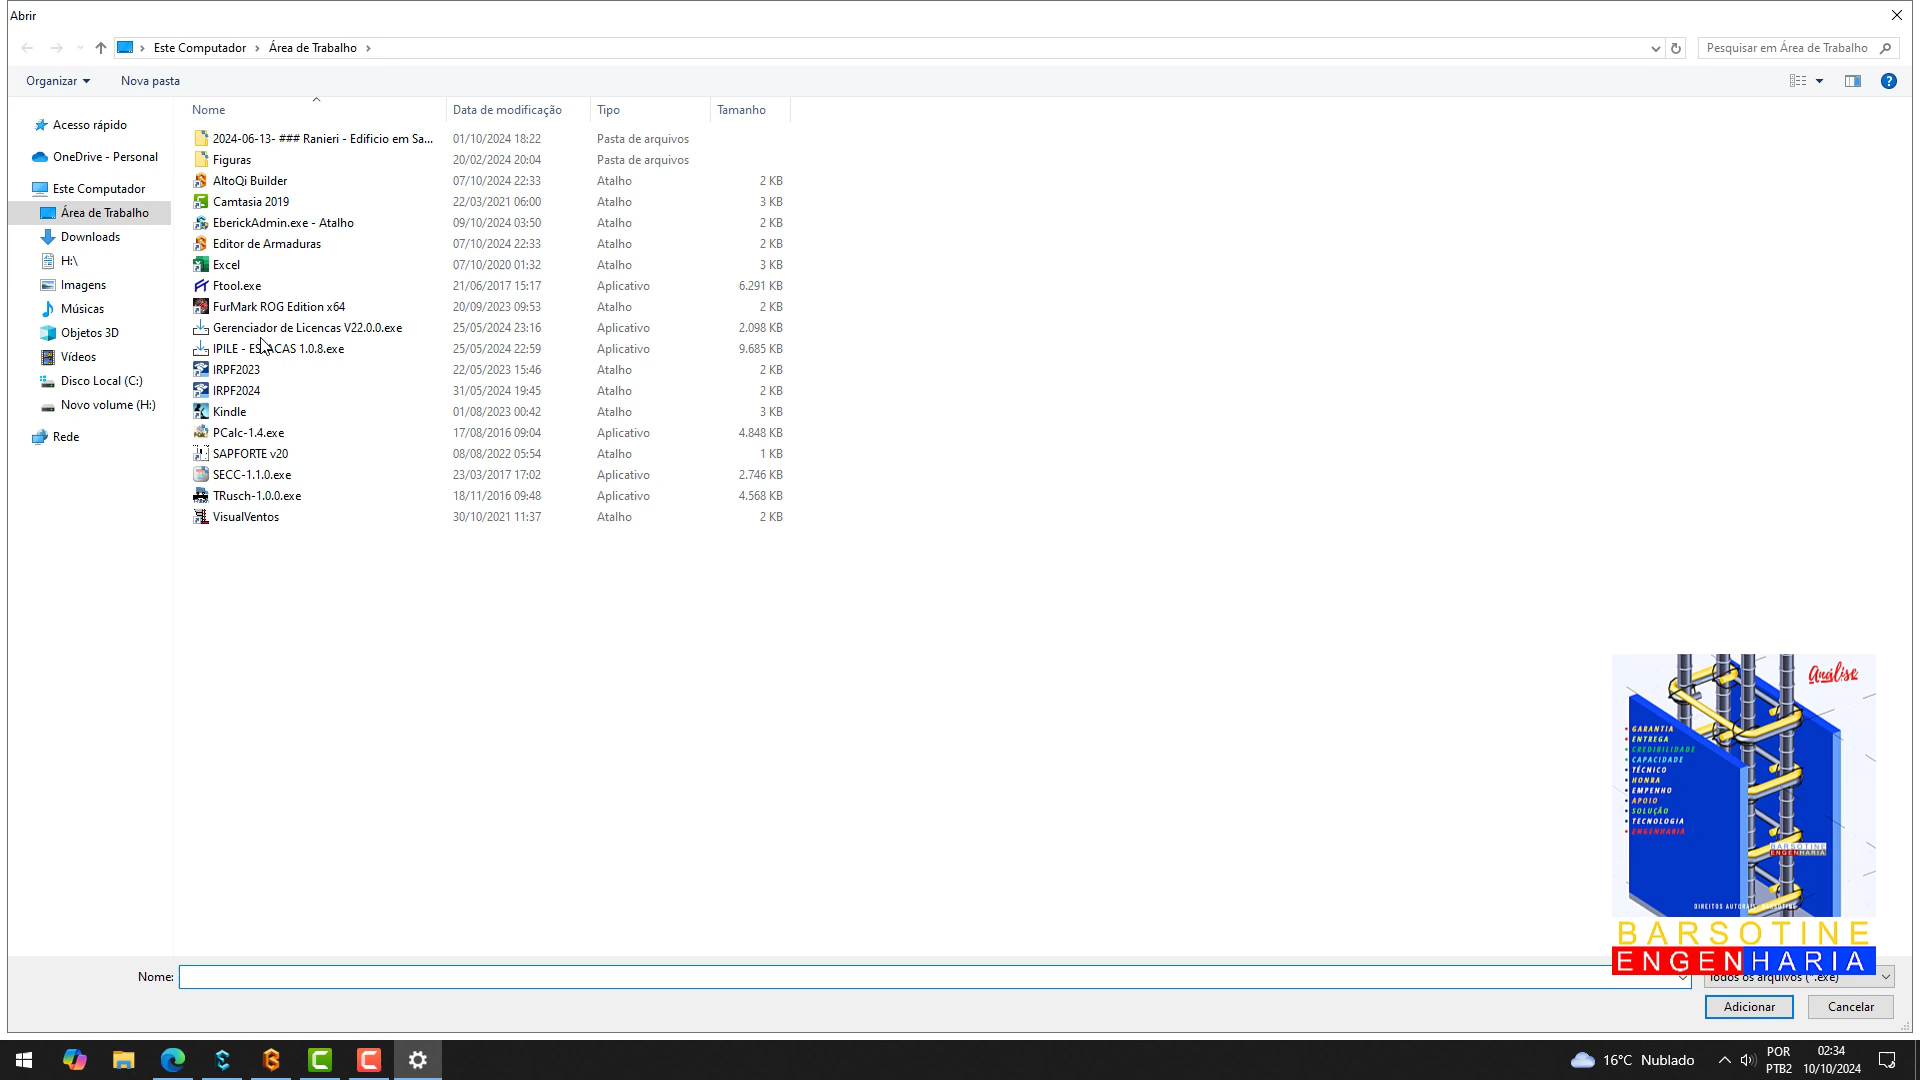 Abrir
Este Computador > Área de Trabalho >
Pesquisar em Área de Trabalho
Organizar
Nova pasta
Nome Data de modificação Tipo Tamanho
Acesso rápido
OneDrive - Personal
Este Computador
Área de Trabalho
Downloads
H:\
Imagens
Músicas
Objetos 3D
Vídeos
Disco Local (C:)
Novo volume (H:)
Rede
2024-06-13- ### Ranieri - Edificio em Sa... 01/10/2024 18:22 Pasta de arquivos
Figuras 20/02/2024 20:04 Pasta de arquivos
AltoQi Builder 07/10/2024 22:33 Atalho 2 KB
Camtasia 2019 22/03/2021 06:00 Atalho 3 KB
EberickAdmin.exe - Atalho 09/10/2024 03:50 Atalho 2 KB
Editor de Armaduras 07/10/2024 22:33 Atalho 2 KB
Excel 07/10/2020 01:32 Atalho 3 KB
Ftool.exe 21/06/2017 15:17 Aplicativo 6.291 KB
FurMark ROG Edition x64 20/09/2023 09:53 Atalho 2 KB
Gerenciador de Licencas V22.0.0.exe 25/05/2024 23:16 Aplicativo 2.098 KB
IPILE - ESTACAS 1.0.8.exe 25/05/2024 22:59 Aplicativo 9.685 KB
IRPF2023 22/05/2023 15:46 Atalho 2 KB
IRPF2024 31/05/2024 19:45 Atalho 2 KB
Kindle 01/08/2023 00:42 Atalho 3 KB
PCalc-1.4.exe 17/08/2016 09:04 Aplicativo 4.848 KB
SAPFORTE v20 08/08/2022 05:54 Atalho 1 KB
SECC-1.1.0.exe 23/03/2017 17:02 Aplicativo 2.746 KB
TRusch-1.0.0.exe 18/11/2016 09:48 Aplicativo 4.568 KB
VisualVentos 30/10/2021 11:37 Atalho 2 KB
Análise
GARANTIA
ENTREGA
CREDIBILIDADE
CAPACIDADE
TÉCNICO
HONRA
EMPENHO
APOIO
SOLUÇÃO
TECNOLOGIA
ENGENHARIA
BARSOTINE
ENGENHARIA
DIREITOS AUTORAIS
BARSOTINE
ENGENHARIA
Nome:
Todos os arquivos (*.exe)
Adicionar
Cancelar
16°C Nublado
POR
PTB2
02:34
10/10/2024